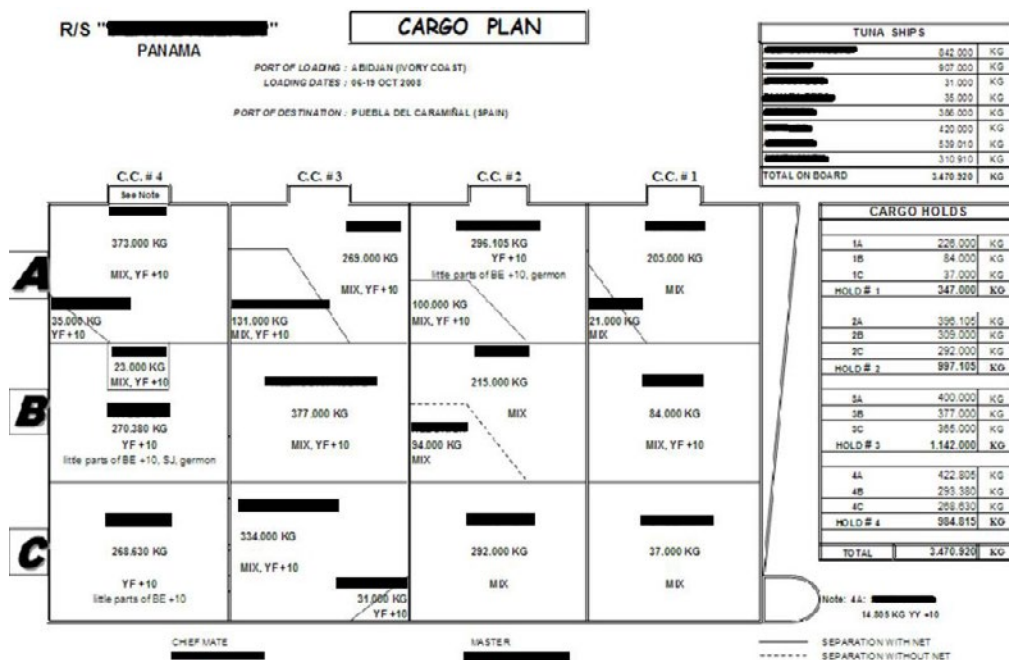 R/S " "
PANAMA
CARGO PLAN
PORT OF LOADING : ABIDJAN (IVORY COAST)
LOADING DATES : 06-19 OCT 2008
PORT OF DESTINATION : PUEBLA DEL CARAMIÑAL (SPAIN)
TUNA SHIPS
842.000 KG
907.000 KG
31.000 KG
35.000 KG
386.000 KG
420.000 KG
539.010 KG
310.910 KG
TOTAL ON BOARD 3.470.920 KG
C.C. # 4
See Note
C.C. # 3
C.C. #2
C.C. # 1
A
373.000 KG
MIX, YF +10
35.000 KG
YF +10
269.000 KG
MIX, YF +10
131.000 KG
MIX, YF +10
296.105 KG
YF +10
little parts of BE +10, germon
100.000 KG
MIX, YF +10
205.000 KG
MIX
21.000 KG
MIX
B
23.000 KG
MIX, YF +10
270.380 KG
YF +10
little parts of BE +10, SJ, germon
377.000 KG
MIX, YF +10
215.000 KG
MIX
94.000 KG
MIX
84.000 KG
MIX, YF +10
C
268.630 KG
YF +10
little parts of BE +10
334.000 KG
MIX, YF +10
31.000 KG
YF +10
292.000 KG
MIX
37.000 KG
MIX
CARGO HOLDS
1A 226.000 KG
1B 84.000 KG
1C 37.000 KG
HOLD # 1 347.000 KG
2A 396.105 KG
2B 309.000 KG
2C 292.000 KG
HOLD # 2 997.105 KG
3A 400.000 KG
3B 377.000 KG
3C 365.000 KG
HOLD # 3 1.142.000 KG
4A 422.805 KG
4B 293.380 KG
4C 268.630 KG
HOLD # 4 984.815 KG
TOTAL 3.470.920 KG
Note: 4A:
14.805 KG YY +10
CHIEF MATE
MASTER
SEPARATION WITH NET
SEPARATION WITHOUT NET